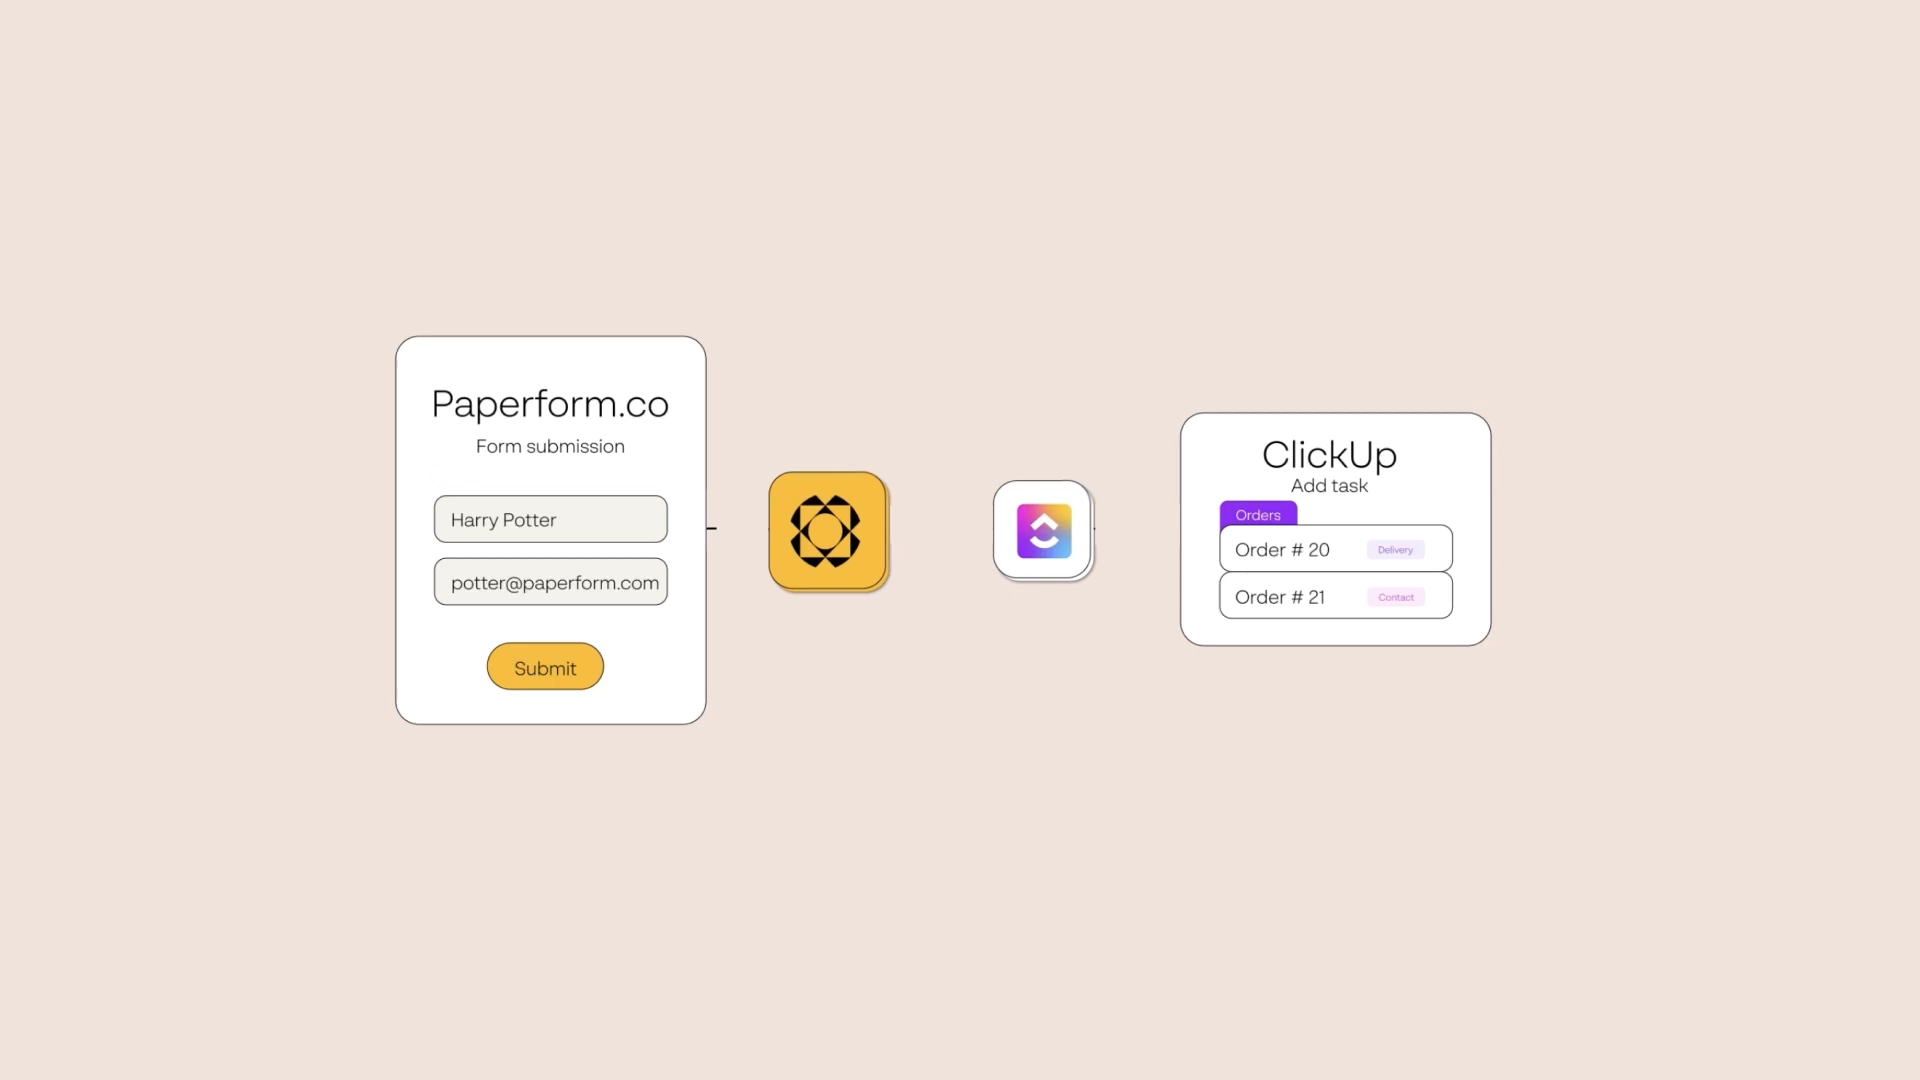 Paperform.co
Form submission
Harry Potter
potter@paperform.com
Submit
ClickUp
Add task
Orders
Order # 20
Delivery
Order # 21
Contact